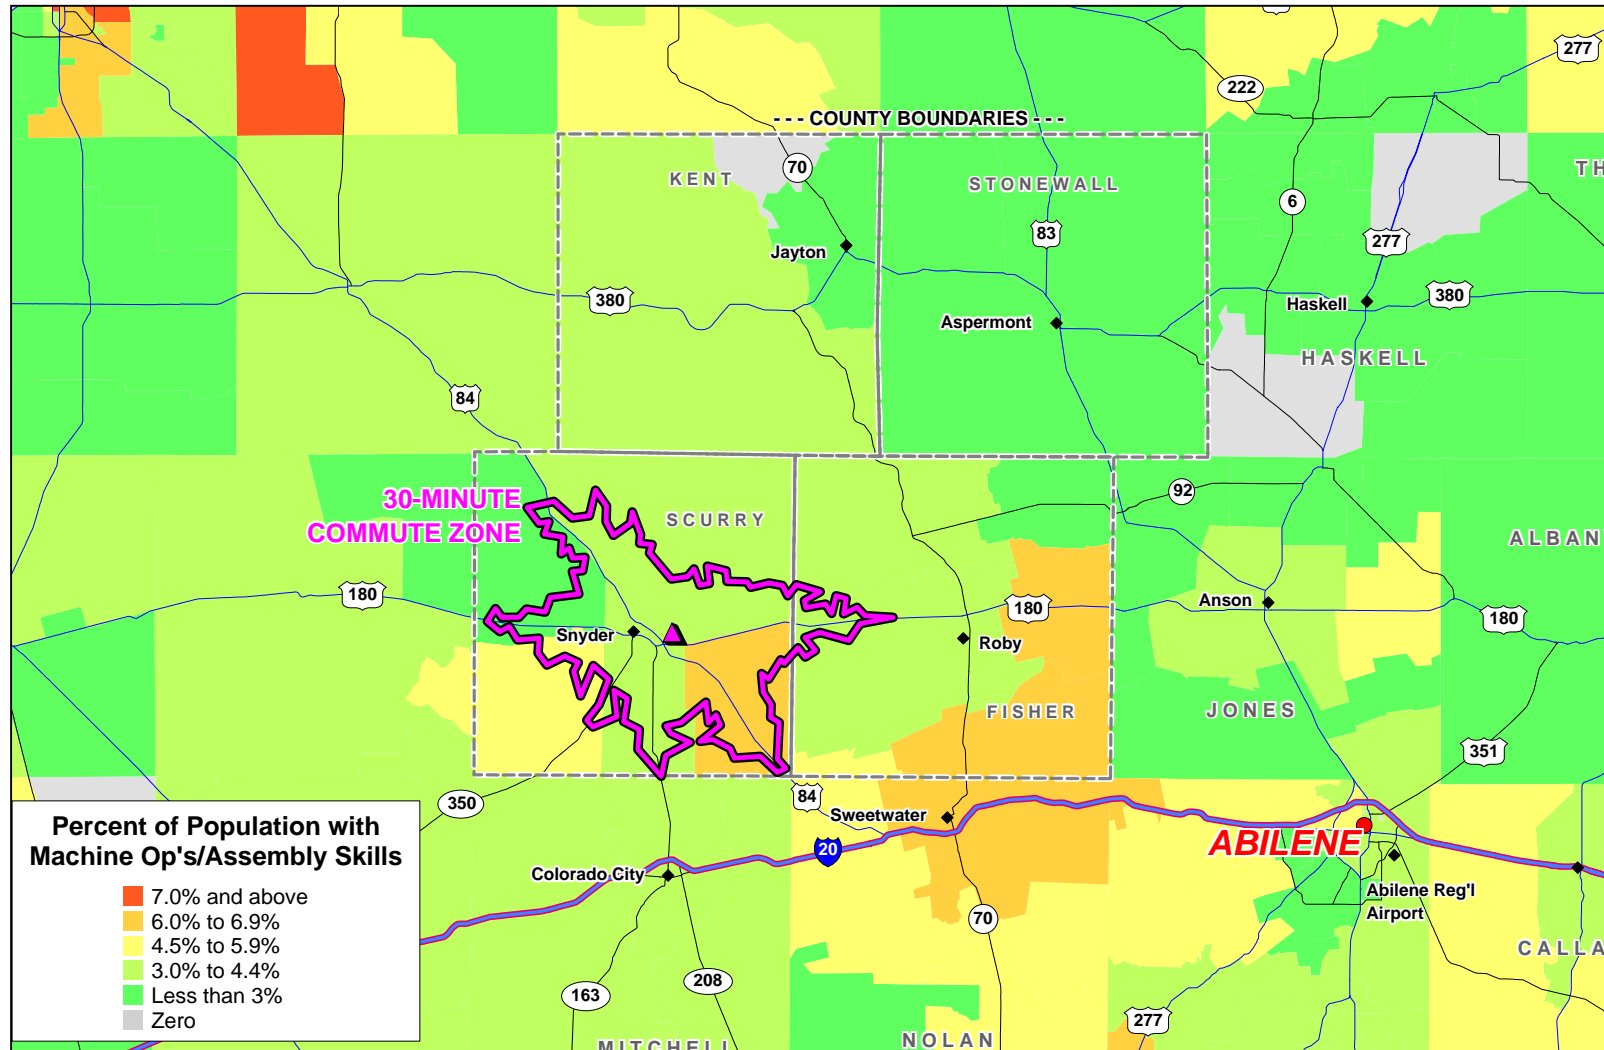 277
222
--- COUNTY BOUNDARIES ---
70
KENT
STONEWALL
TH
6
83
277
Jayton
380
Aspermont
Haskell
380
HASKELL
84
30-MINUTE
COMMUTE ZONE
SCURRY
92
ALBAN
180
180
Anson
180
Snyder
Roby
FISHER
JONES
351
350
84
Sweetwater
20
ABILENE
Colorado City
Abilene Reg'l
Airport
70
CALLA
163
208
277
MITCHELL
NOLAN
Percent of Population with
Machine Op's/Assembly Skills
7.0% and above
6.0% to 6.9%
4.5% to 5.9%
3.0% to 4.4%
Less than 3%
Zero